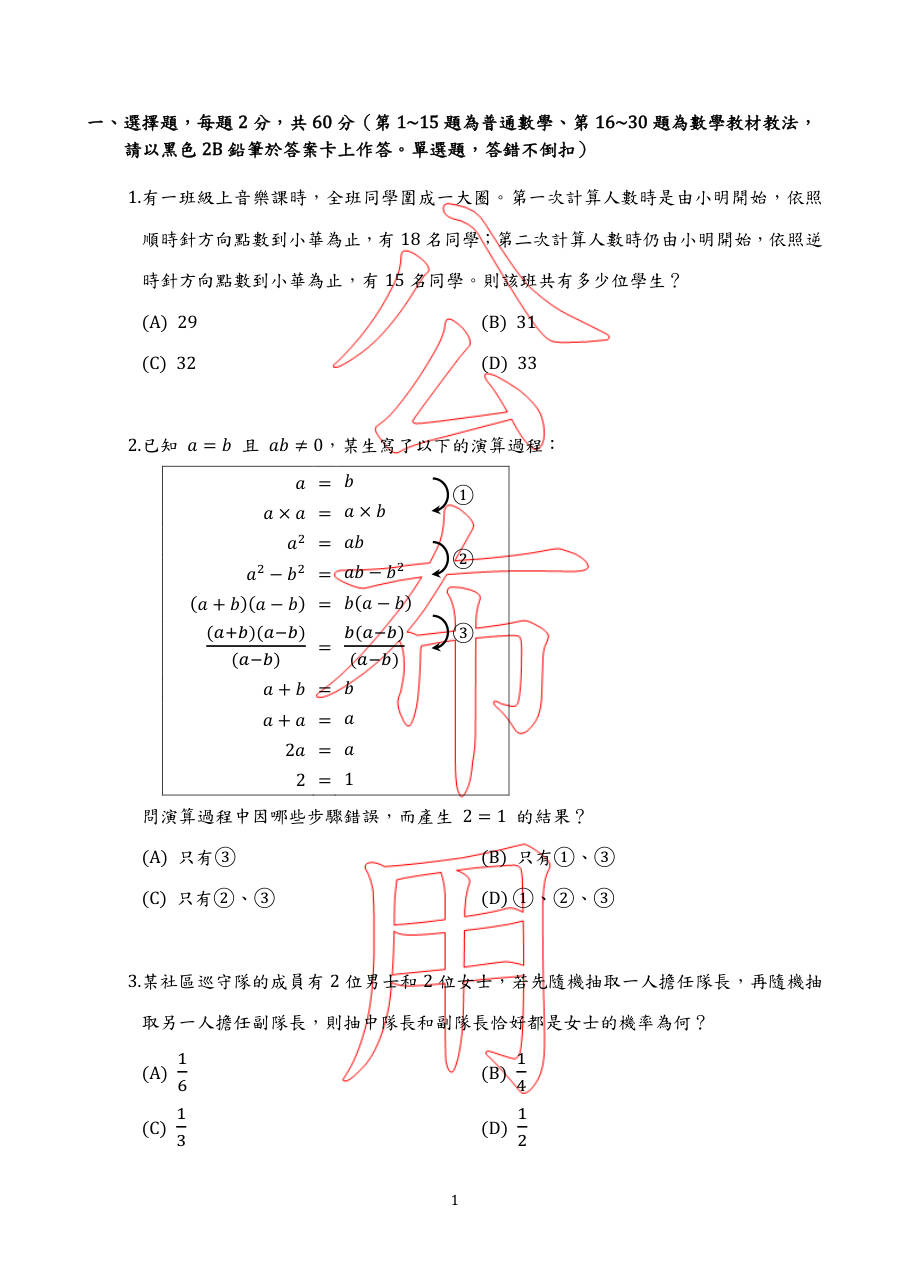 一、選擇題，每題 2 分，共 60 分（第 1~15 題為普通數學、第 16~30 題為數學教材教法，
請以黑色 2B 鉛筆於答案卡上作答。單選題，答錯不倒扣）
1.有一班級上音樂課時，全班同學圍成一大圈。第一次計算人數時是由小明開始，依照
順時針方向點數到小華為止，有 18 名同學；第二次計算人數時仍由小明開始，依照逆
時針方向點數到小華為止，有 15 名同學。則該班共有多少位學生？
(A) 29 (B) 31
(C) 32 (D) 33
2.已知 a = b 且 ab ≠ 0，某生寫了以下的演算過程：
a = b
①
a × a = a × b
a² = ab
②
a² − b² = ab − b²
(a + b)(a − b) = b(a − b)
③
(a+b)(a−b)/(a−b) = b(a−b)/(a−b)
a + b = b
a + a = a
2a = a
2 = 1
問演算過程中因哪些步驟錯誤，而產生 2 = 1 的結果？
(A) 只有③ (B) 只有①、③
(C) 只有②、③ (D) ①、②、③
3.某社區巡守隊的成員有 2 位男士和 2 位女士，若先隨機抽取一人擔任隊長，再隨機抽
取另一人擔任副隊長，則抽中隊長和副隊長恰好都是女士的機率為何？
(A) 1/6 (B) 1/4
(C) 1/3 (D) 1/2
1
公布用